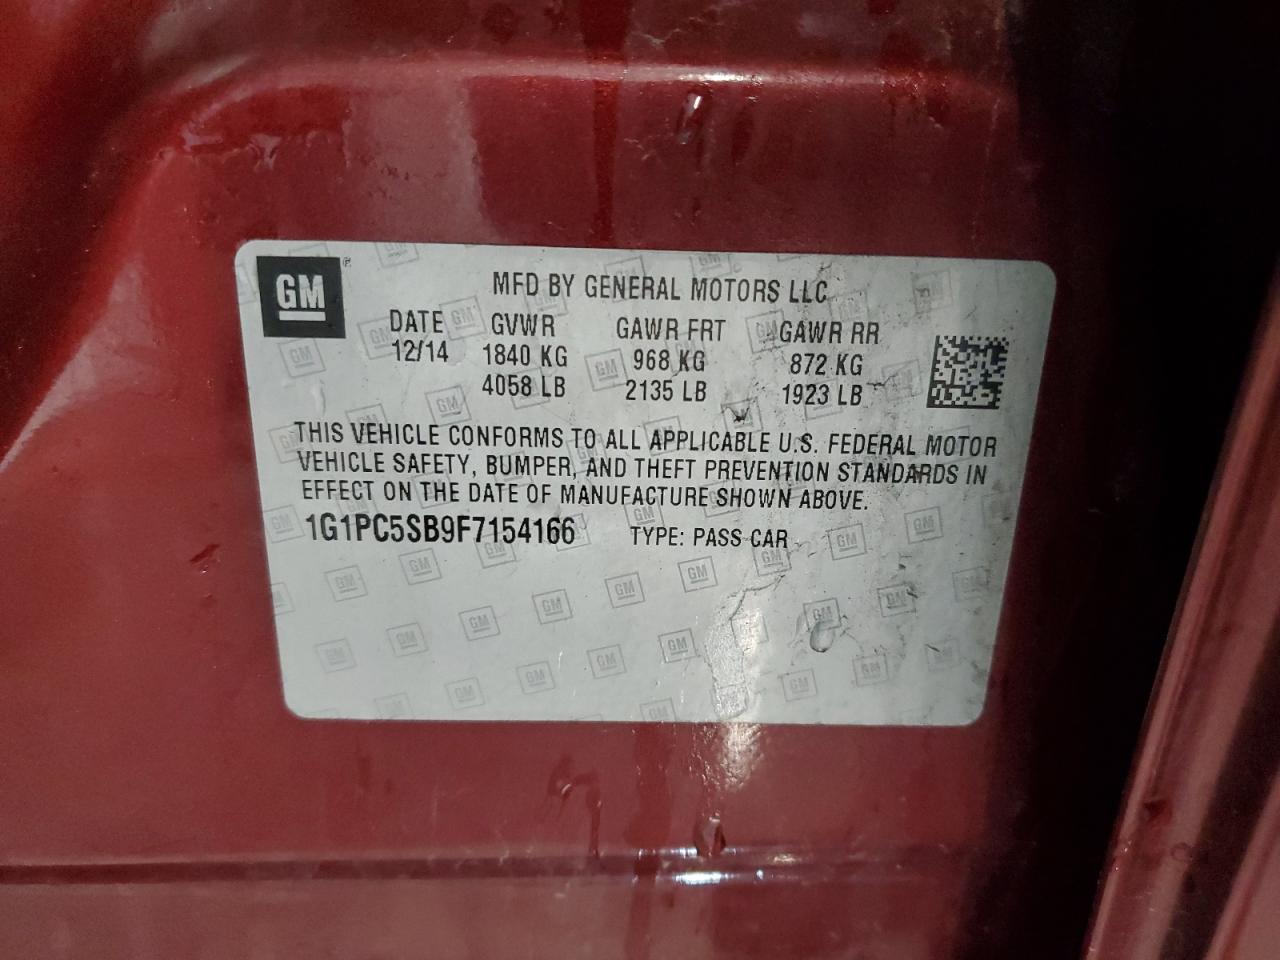 GM
MFD BY GENERAL MOTORS LLC
DATE GVWR GAWR FRT GAWR RR
12/14 1840 KG 968 KG 872 KG
4058 LB 2135 LB 1923 LB
THIS VEHICLE CONFORMS TO ALL APPLICABLE U.S. FEDERAL MOTOR
VEHICLE SAFETY, BUMPER, AND THEFT PREVENTION STANDARDS IN
EFFECT ON THE DATE OF MANUFACTURE SHOWN ABOVE.
1G1PC5SB9F7154166 TYPE: PASS CAR